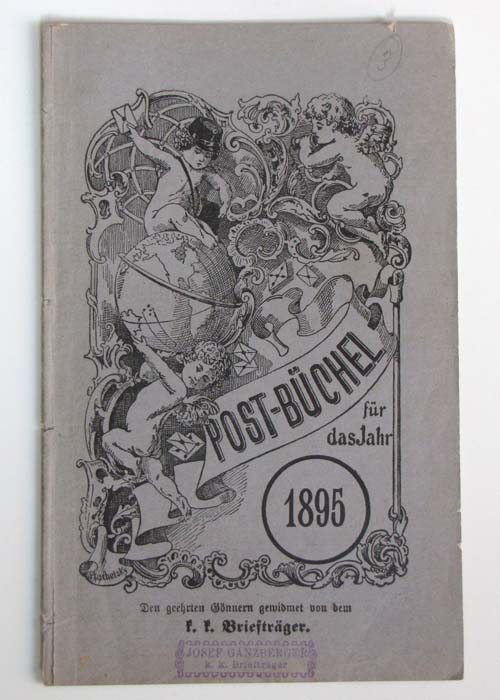 3
POST-BÜCHEL
für
das Jahr
1895
Den geehrten Gönnern gewidmet von dem
k. k. Briefträger.
JOSEF GANZBERGER
k. k. Briefträger